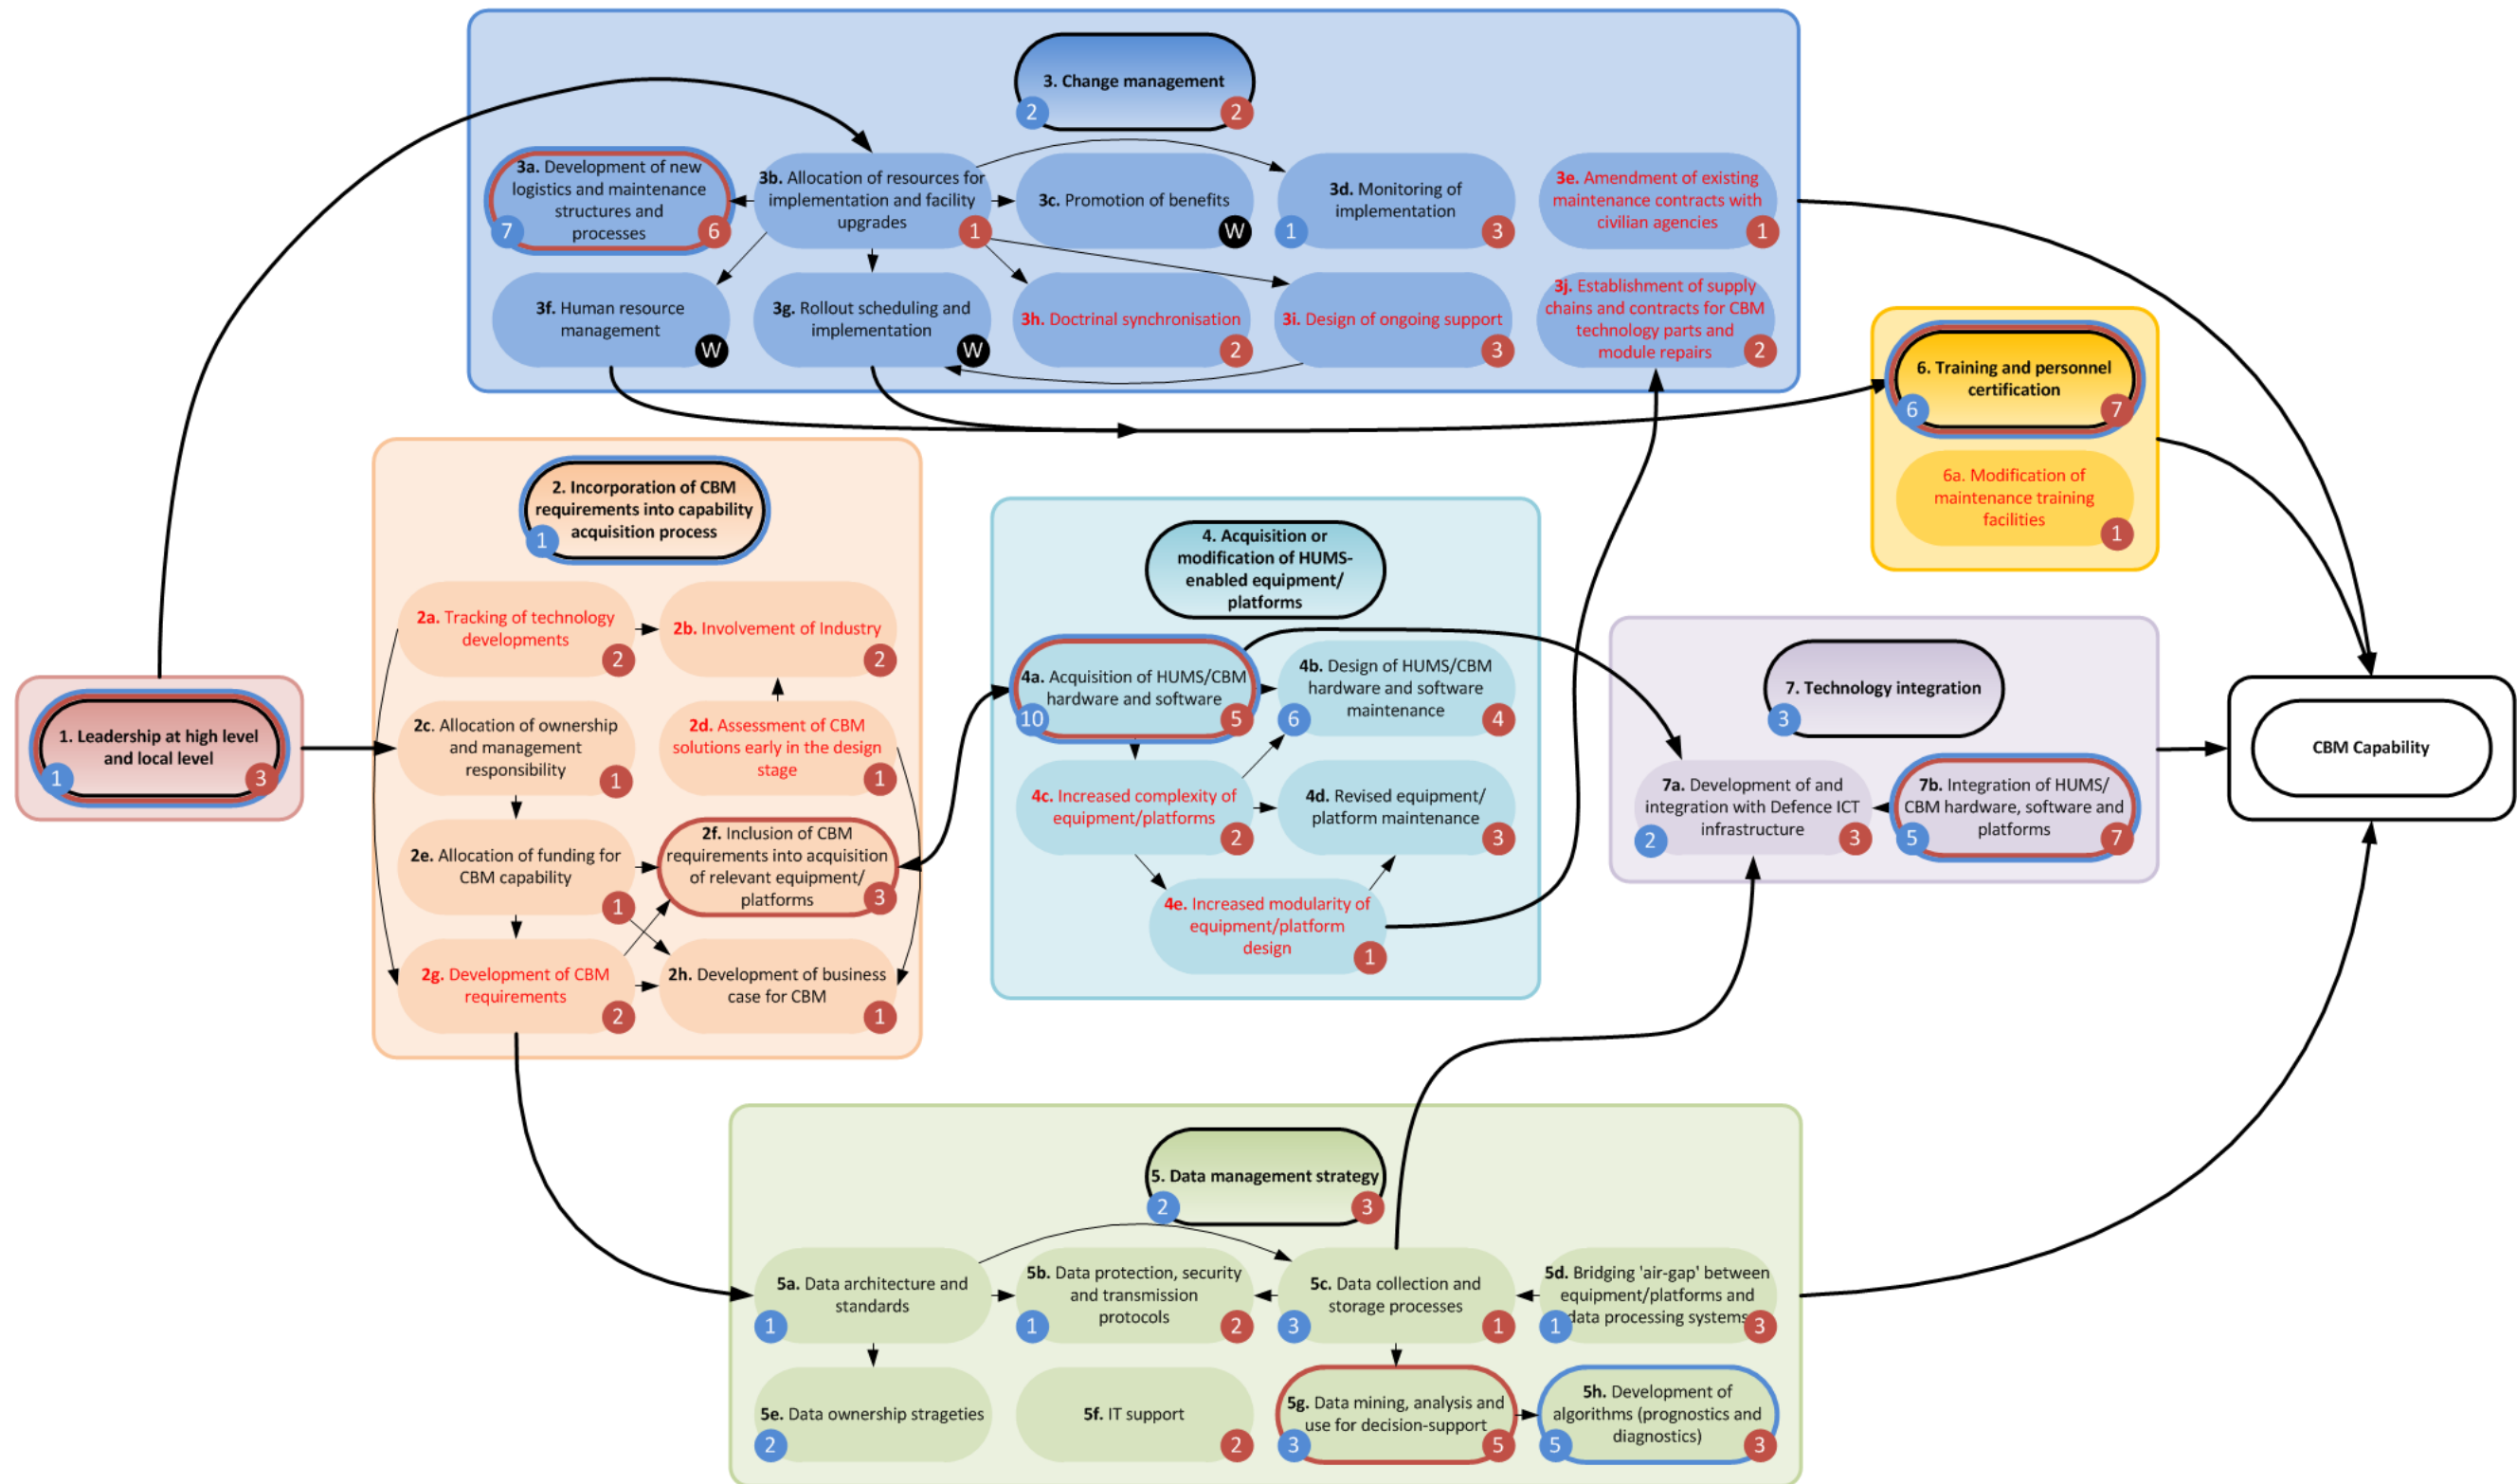 3. Change management
2
2
3a. Development of new
logistics and maintenance
structures and
processes
7
6
3b. Allocation of resources for
implementation and facility
upgrades
1
3c. Promotion of benefits
W
3d. Monitoring of
implementation
1
3
3e. Amendment of existing
maintenance contracts with
civilian agencies
1
3f. Human resource
management
W
3g. Rollout scheduling and
implementation
W
3h. Doctrinal synchronisation
2
3i. Design of ongoing support
3
3j. Establishment of supply
chains and contracts for CBM
technology parts and
module repairs
2
6. Training and personnel
certification
6
7
6a. Modification of
maintenance training
facilities
1
2. Incorporation of CBM
requirements into capability
acquisition process
1
2a. Tracking of technology
developments
2
2b. Involvement of Industry
2
2c. Allocation of ownership
and management
responsibility
1
2d. Assessment of CBM
solutions early in the design
stage
1
2e. Allocation of funding for
CBM capability
1
2f. Inclusion of CBM
requirements into acquisition
of relevant equipment/
platforms
3
2g. Development of CBM
requirements
2
2h. Development of business
case for CBM
1
1. Leadership at high level
and local level
1
3
4. Acquisition or
modification of HUMS-
enabled equipment/
platforms
4a. Acquisition of HUMS/CBM
hardware and software
10
5
4b. Design of HUMS/CBM
hardware and software
maintenance
6
4
4c. Increased complexity of
equipment/platforms
2
4d. Revised equipment/
platform maintenance
3
4e. Increased modularity of
equipment/platform
design
1
7. Technology integration
3
7a. Development of and
integration with Defence ICT
infrastructure
2
3
7b. Integration of HUMS/
CBM hardware, software and
platforms
5
7
CBM Capability
5. Data management strategy
2
3
5a. Data architecture and
standards
1
5b. Data protection, security
and transmission
protocols
1
2
5c. Data collection and
storage processes
3
1
5d. Bridging 'air-gap' between
equipment/platforms and
data processing systems
1
3
5e. Data ownership strageties
2
5f. IT support
2
5g. Data mining, analysis and
use for decision-support
3
5
5h. Development of
algorithms (prognostics and
diagnostics)
5
3